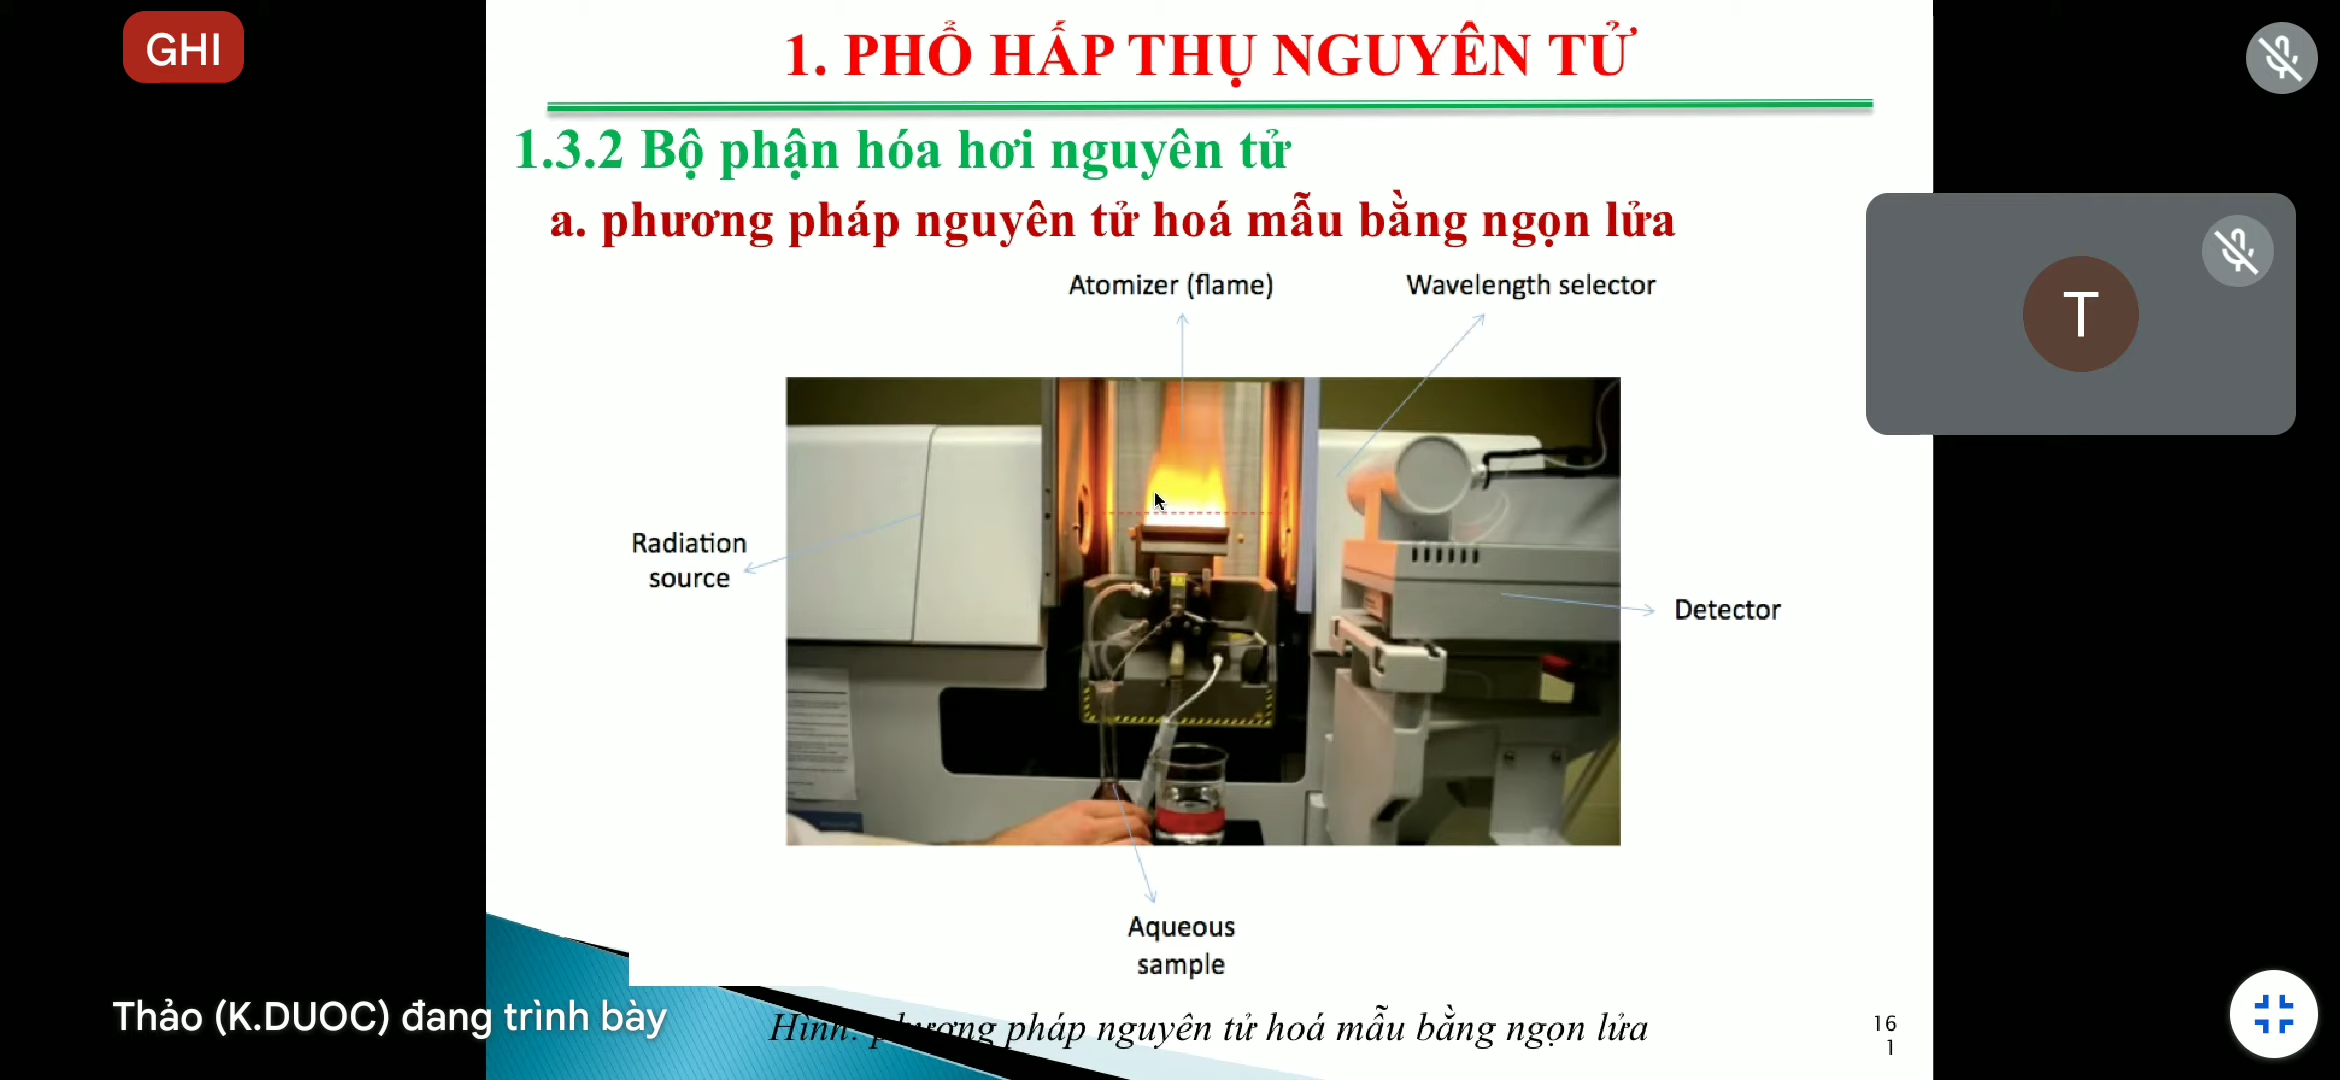 GHI
1. PHỔ HẤP THỤ NGUYÊN TỬ
1.3.2 Bộ phận hóa hơi nguyên tử
a. phương pháp nguyên tử hoá mẫu bằng ngọn lửa
Atomizer (flame)
Wavelength selector
T
Radiation
source
Detector
Aqueous
sample
Thảo (K.DUOC) đang trình bày
Hình: phương pháp nguyên tử hoá mẫu bằng ngọn lửa
16
1